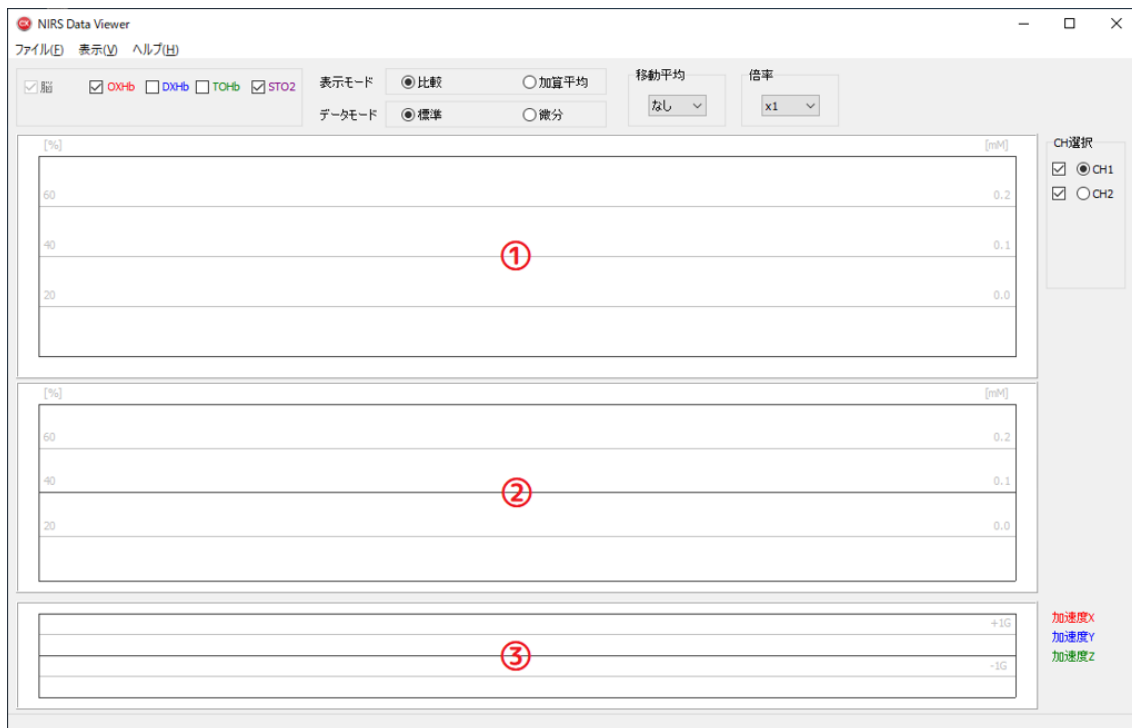 NIRS Data Viewer
ファイル(F) 表示(V) ヘルプ(H)
脳 OXHb DXHb TOHb STO2
表示モード 比較 加算平均
データモード 標準 微分
移動平均
なし
倍率
x1
CH選択
CH1
CH2
[%] [mM]
60 0.2
40 0.1
①
20 0.0
[%] [mM]
60 0.2
40 0.1
②
20 0.0
+1G
③
-1G
加速度X
加速度Y
加速度Z